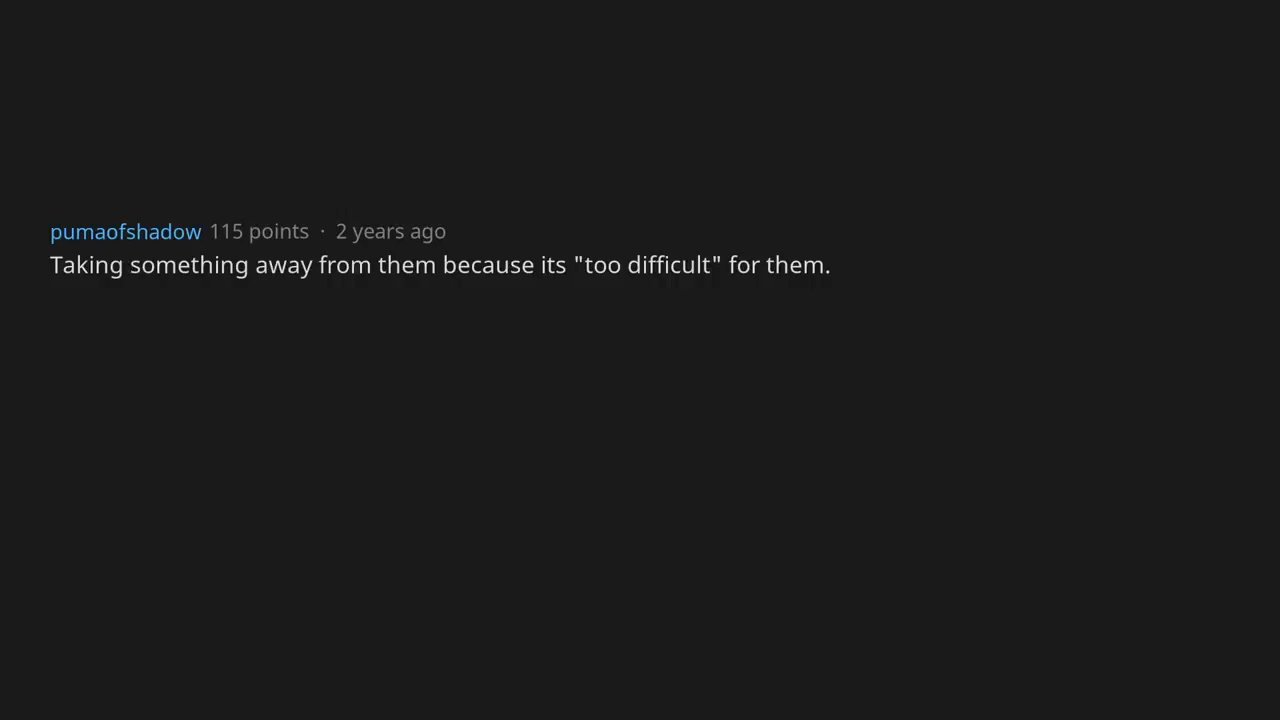 pumaofshadow 115 points · 2 years ago
Taking something away from them because its "too difficult" for them.